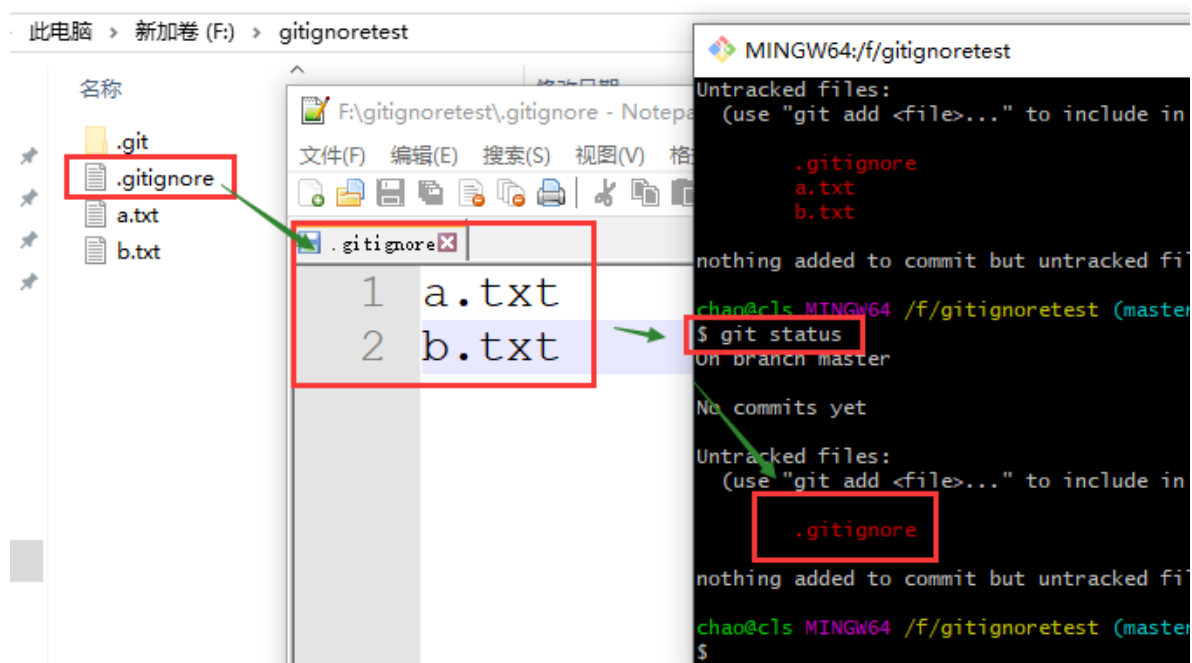 此电脑 > 新加卷 (F:) > gitignoretest
名称
.git
.gitignore
a.txt
b.txt
F:\gitignoretest\.gitignore - Notepa
文件(F) 编辑(E) 搜索(S) 视图(V) 格
.gitignore
1 a.txt
2 b.txt
MINGW64:/f/gitignoretest
Untracked files:
(use "git add <file>..." to include in
.gitignore
a.txt
b.txt
nothing added to commit but untracked fil
chao@cls MINGW64 /f/gitignoretest (master
$ git status
On branch master
No commits yet
Untracked files:
(use "git add <file>..." to include in
.gitignore
nothing added to commit but untracked fil
chao@cls MINGW64 /f/gitignoretest (master
$